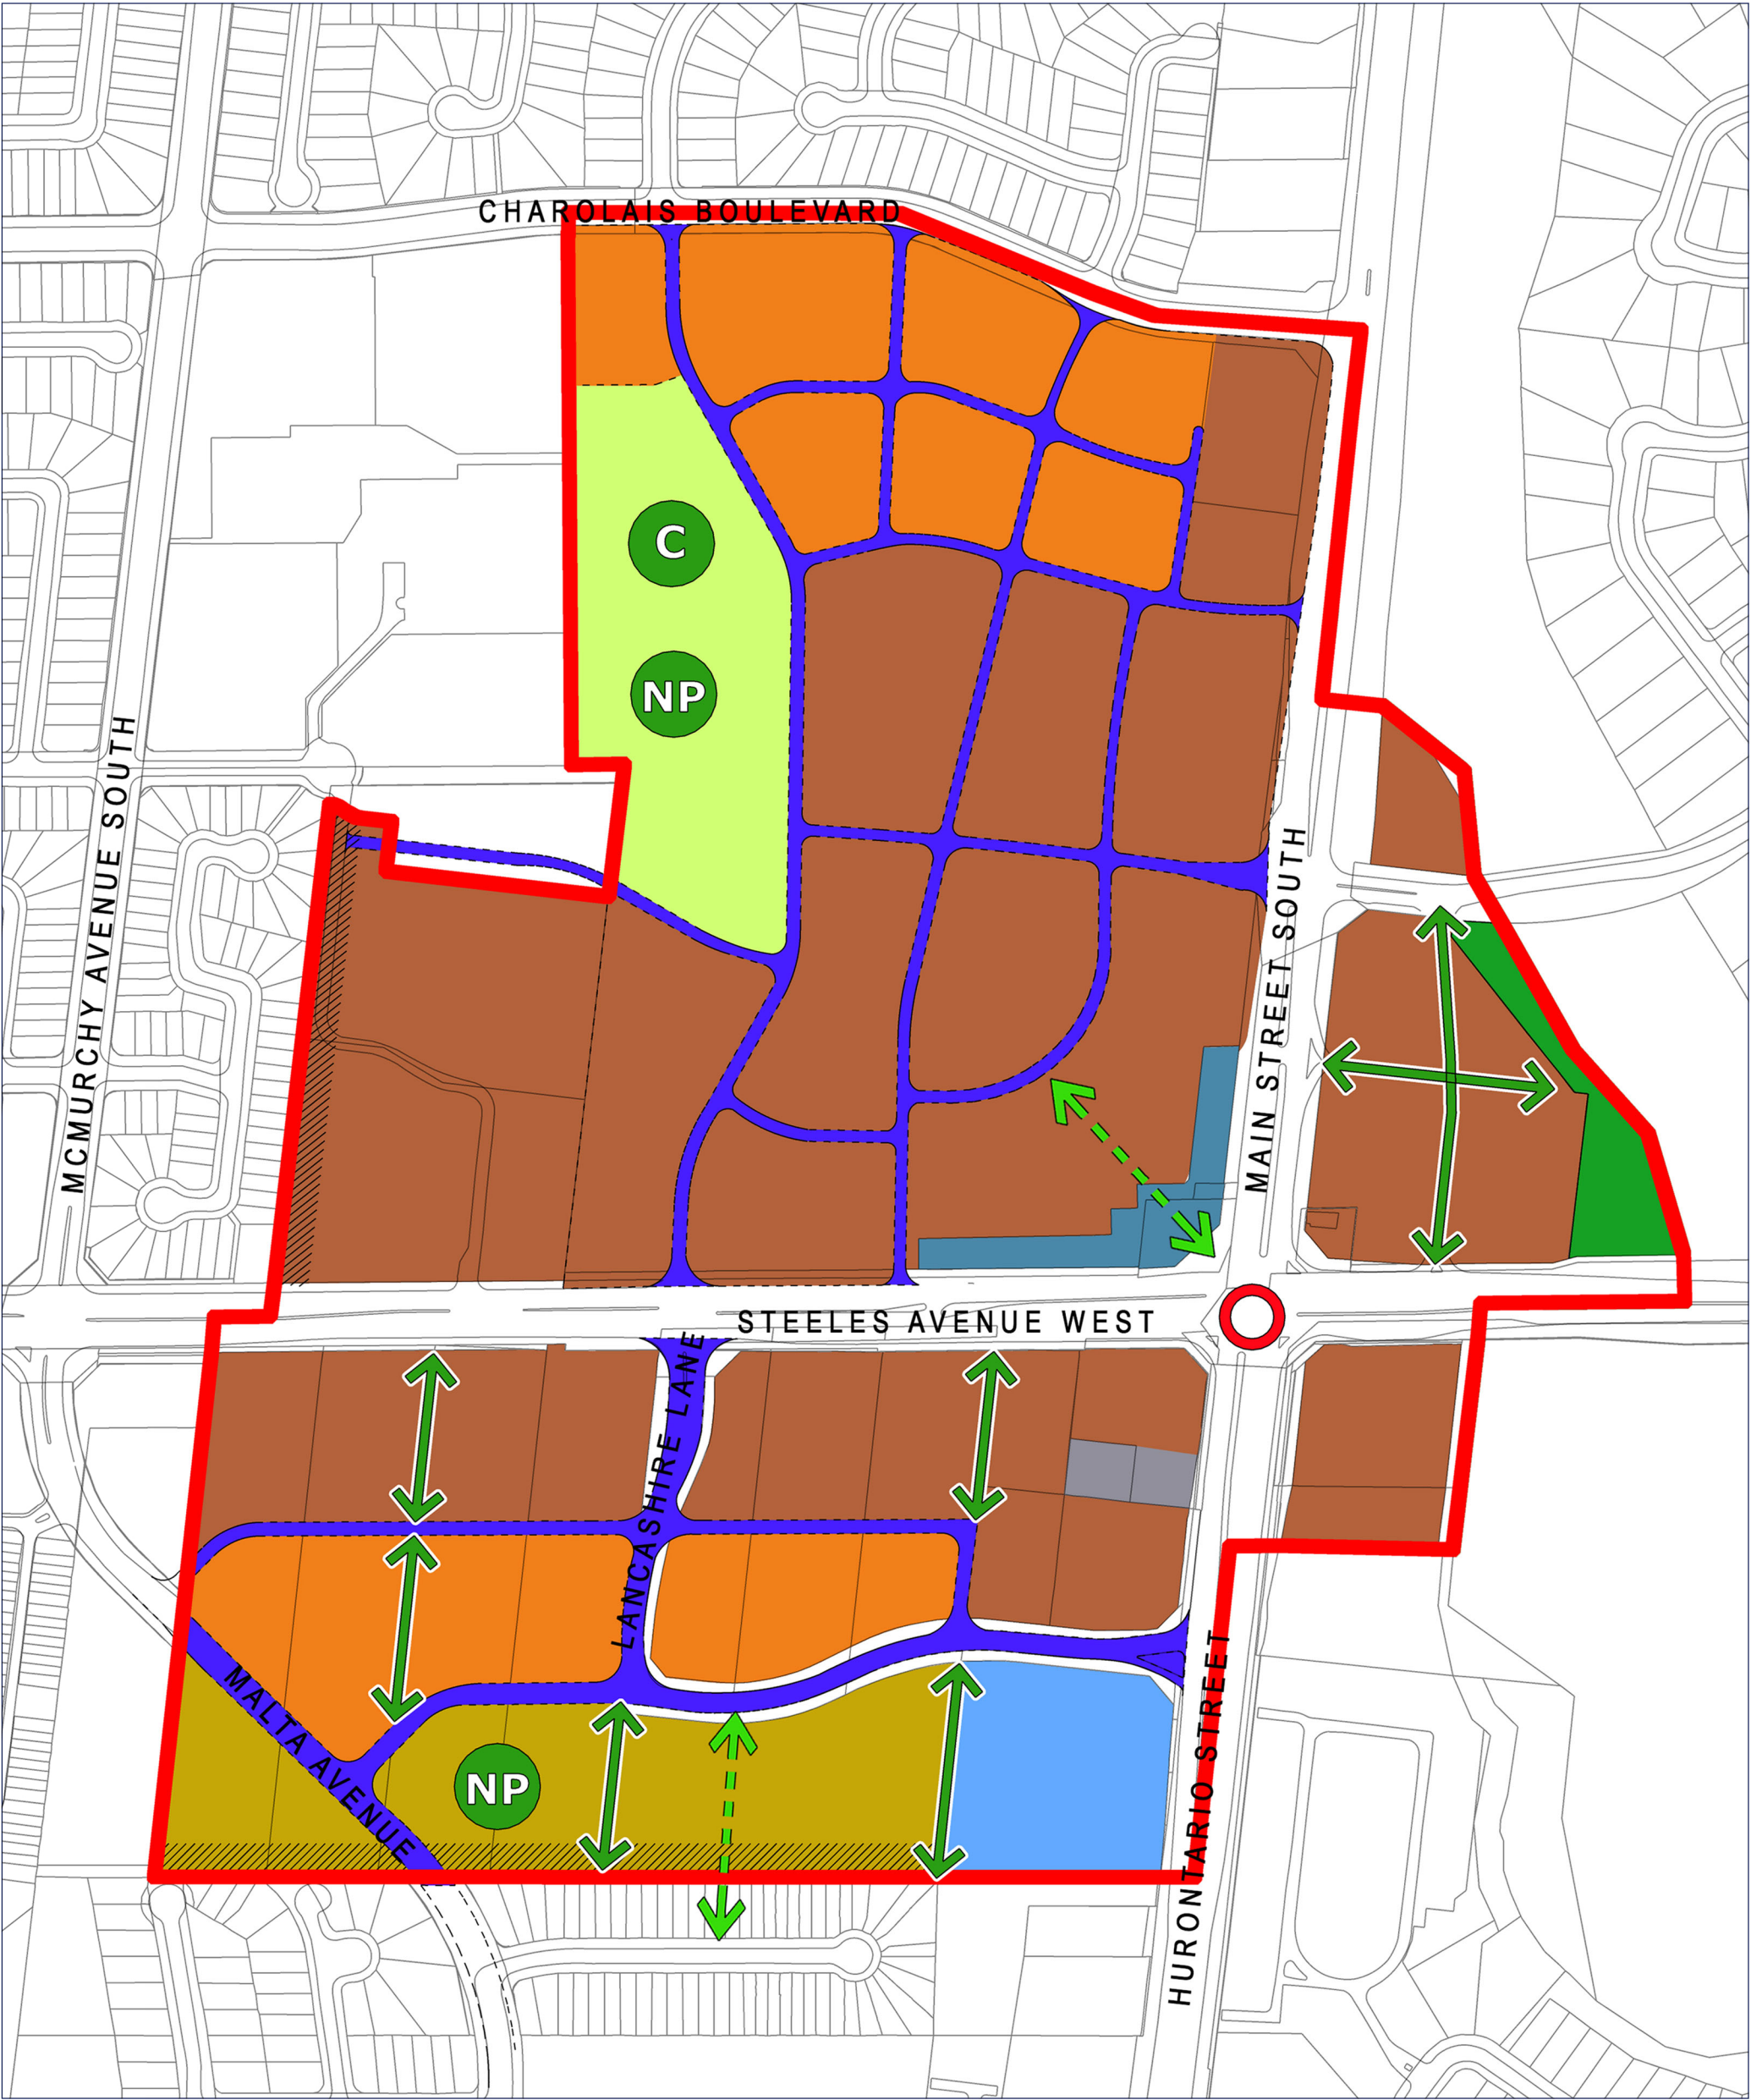 CHAROLAIS BOULEVARD
C
NP
MCMURCHY AVENUE SOUTH
MAIN STREET SOUTH
STEELES AVENUE WEST
LANCASHIRE LANE
MALTA AVENUE
NP
HURONTARIO STREET